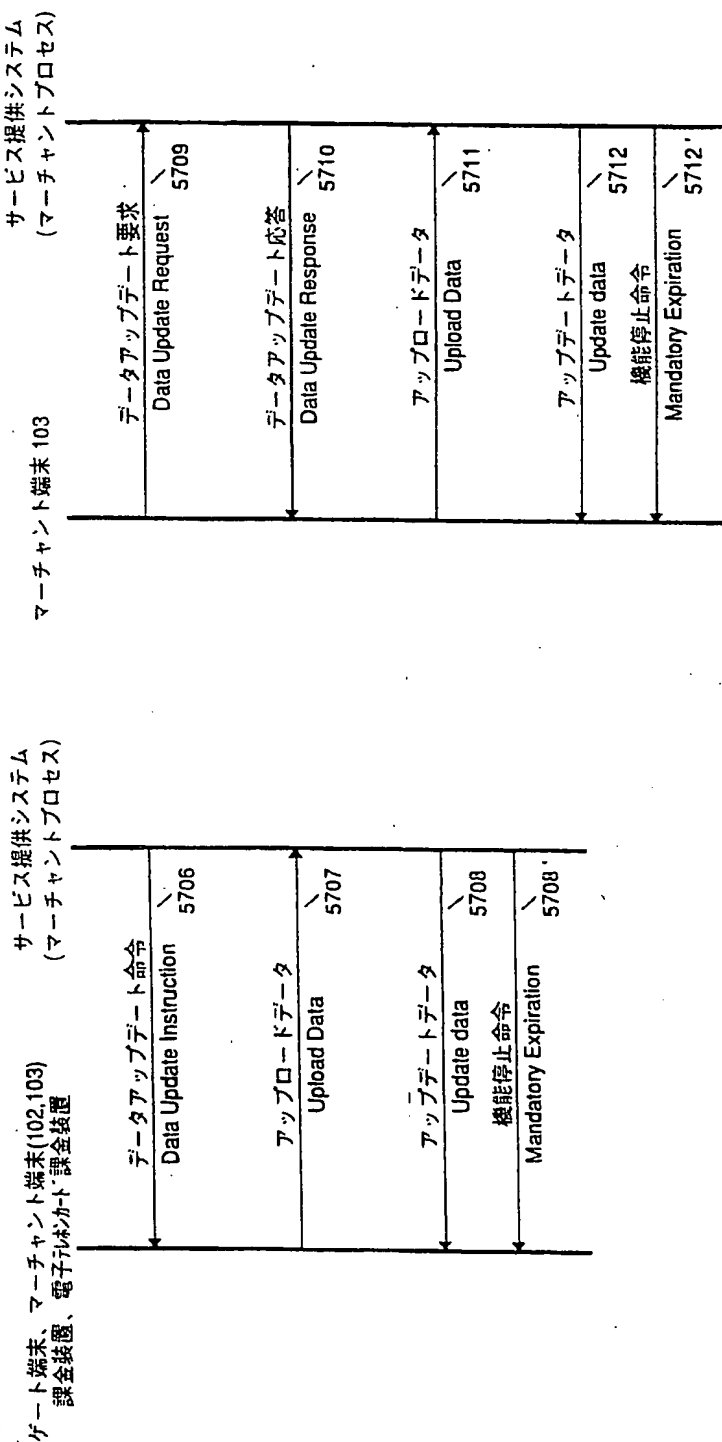 ゲート端末、マーチャント端末(102,103)
課金装置、電子テレホンカード課金装置
サービス提供システム
(マーチャントプロセス)
データアップデート命令
Data Update Instruction
5706
アップロードデータ
Upload Data
5707
アップデートデータ
Update data
5708
機能停止命令
Mandatory Expiration
5708'
マーチャント端末 103
サービス提供システム
(マーチャントプロセス)
データアップデート要求
Data Update Request
5709
データアップデート応答
Data Update Response
5710
アップロードデータ
Upload Data
5711
アップデートデータ
Update data
5712
機能停止命令
Mandatory Expiration
5712'